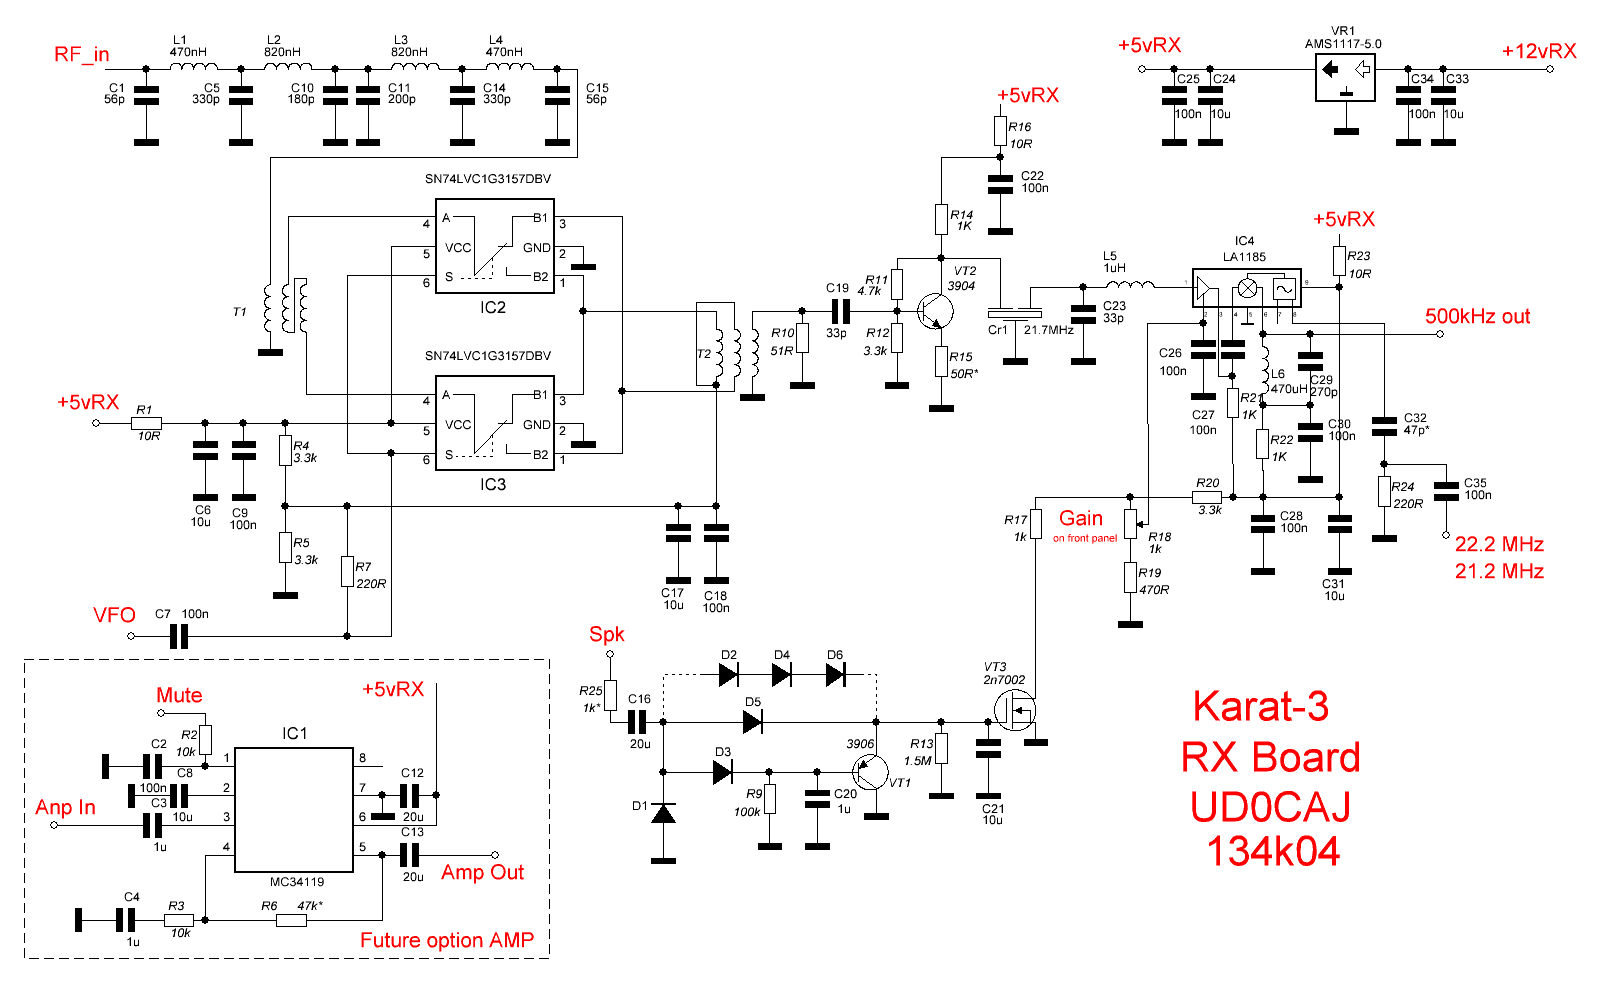 RF_in
L1
470nH
L2
820nH
L3
820nH
L4
470nH
C1
56p
C5
330p
C10
180p
C11
200p
C14
330p
C15
56p
+5vRX
C25
100n
C24
10u
VR1
AMS1117-5.0
C34
100n
C33
10u
+12vRX
SN74LVC1G3157DBV
4 A B1 3
5 VCC GND 2
6 S B2 1
IC2
T1
SN74LVC1G3157DBV
4 A B1 3
5 VCC GND 2
6 S B2 1
IC3
+5vRX
R1
10R
C6
10u
C9
100n
R4
3.3k
R5
3.3k
R7
220R
VFO
C7 100n
T2
C17
10u
C18
100n
R10
51R
C19
33p
R11
4.7k
R12
3.3k
+5vRX
R16
10R
C22
100n
R14
1K
VT2
3904
R15
50R*
Cr1 21.7MHz
C23
33p
L5
1uH
IC4
LA1185
1 2 3 4 5 6 7 8 9
+5vRX
R23
10R
500kHz out
C26
100n
C27
100n
R21
1K
L6
470uH
C29
270p
C30
100n
R22
1K
C32
47p*
R24
220R
C35
100n
22.2 MHz
21.2 MHz
R20
3.3k
R17
1k
Gain
on front panel
R18
1k
R19
470R
C28
100n
C31
10u
Spk
R25
1k*
C16
20u
D2
D4
D6
D5
D3
D1
R9
100k
C20
1u
3906
VT1
R13
1.5M
C21
10u
VT3
2n7002
Mute
R2
10k
C2
100n
C8
10u
C3
1u
Anp In
IC1
1 2 3 4
8 7 6 5
MC34119
+5vRX
C12
20u
C13
20u
Amp Out
C4
1u
R3
10k
R6 47k*
Future option AMP
Karat-3
RX Board
UD0CAJ
134k04